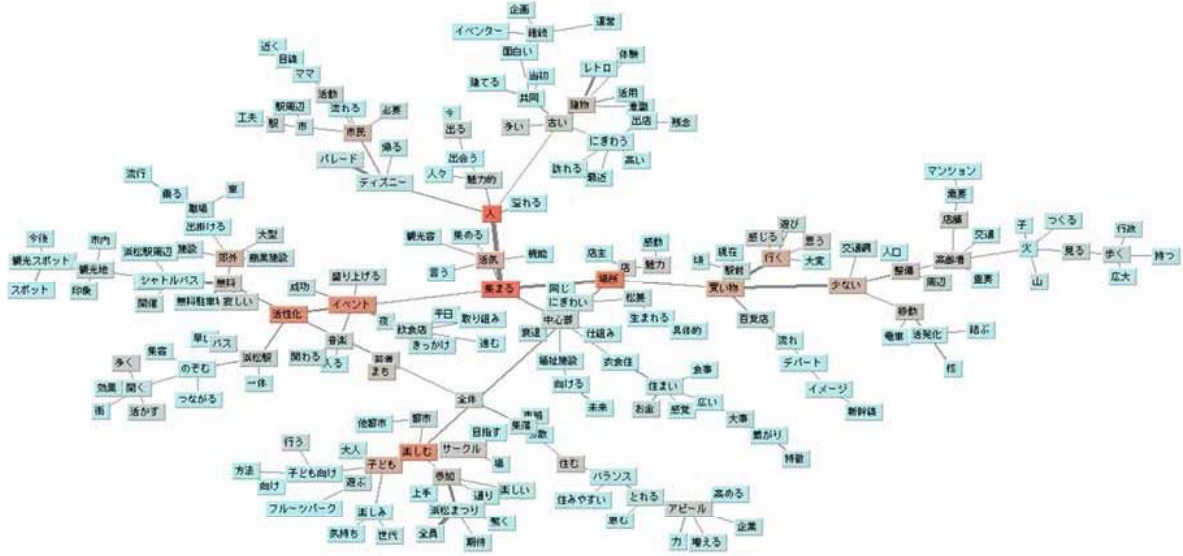 企画
運営
イベンター
面白い
体験
レトロ
当初
建てる
共同
建物
活用
意識
出店
残念
古い
多い
にぎわう
訪れる
最近
高い
近く
目線
ママ
活動
流れる
必要
駅周辺
工夫
駅
市
市民
パレード
帰る
ディズニー
今
出る
出会う
人々
魅力的
人
溢れる
流行
乗る
車
職場
出掛ける
大型
郊外
商業施設
今後
市内
浜松駅周辺
施設
観光スポット
観光地
シャトルバス
無料
スポット
印象
開催
寂しい
観光客
集める
活気
機能
言う
盛り上げる
成功
イベント
集まる
夜
活性化
音楽
関わる
入る
まち
早い
バス
浜松駅
一体
多く
集客
のぞむ
効果
開く
つながる
街
活かす
飲食店
平日
取り組み
きっかけ
進む
同じ
にぎわい
中心部
衰退
仕組み
松菱
生まれる
具体的
店主
店
感動
魅力
場所
頃
現在
駅前
買い物
感じる
遊び
行く
思う
大変
百貨店
流れ
デパート
イメージ
新幹線
マンション
需要
店舗
交通
高齢者
人口
整備
周辺
重要
少ない
移動
電車
活発化
結ぶ
核
子
つくる
火
山
見る
歩く
行政
持つ
広大
福祉施設
向ける
未来
衣食住
住まい
食事
お金
感覚
広い
大事
繋がり
特徴
全体
他都市
都市
楽しむ
目指す
サークル
場
集落
住む
バランス
住みやすい
とれる
恵む
アピール
高める
企業
力
増える
行う
大人
子ども
子ども向け
方法
向け
遊ぶ
フルーツパーク
楽しみ
気持ち
世代
参加
上手
通り
楽しい
浜松まつり
驚く
全員
期待